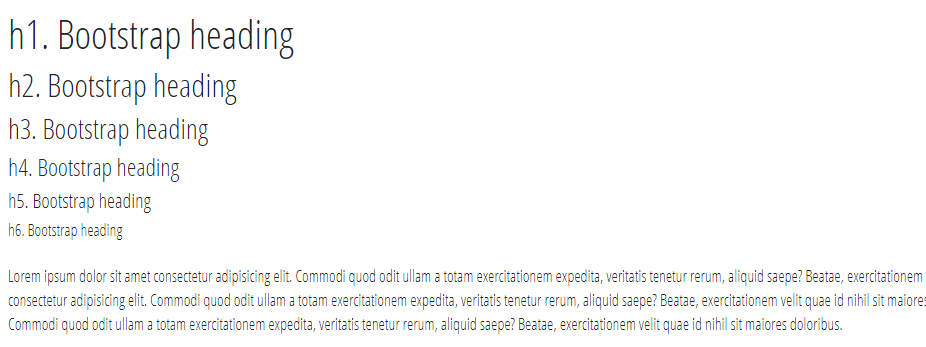 h1. Bootstrap heading
h2. Bootstrap heading
h3. Bootstrap heading
h4. Bootstrap heading
h5. Bootstrap heading
h6. Bootstrap heading
Lorem ipsum dolor sit amet consectetur adipisicing elit. Commodi quod odit ullam a totam exercitationem expedita, veritatis tenetur rerum, aliquid saepe? Beatae, exercitationem
consectetur adipisicing elit. Commodi quod odit ullam a totam exercitationem expedita, veritatis tenetur rerum, aliquid saepe? Beatae, exercitationem velit quae id nihil sit maiores
Commodi quod odit ullam a totam exercitationem expedita, veritatis tenetur rerum, aliquid saepe? Beatae, exercitationem velit quae id nihil sit maiores doloribus.